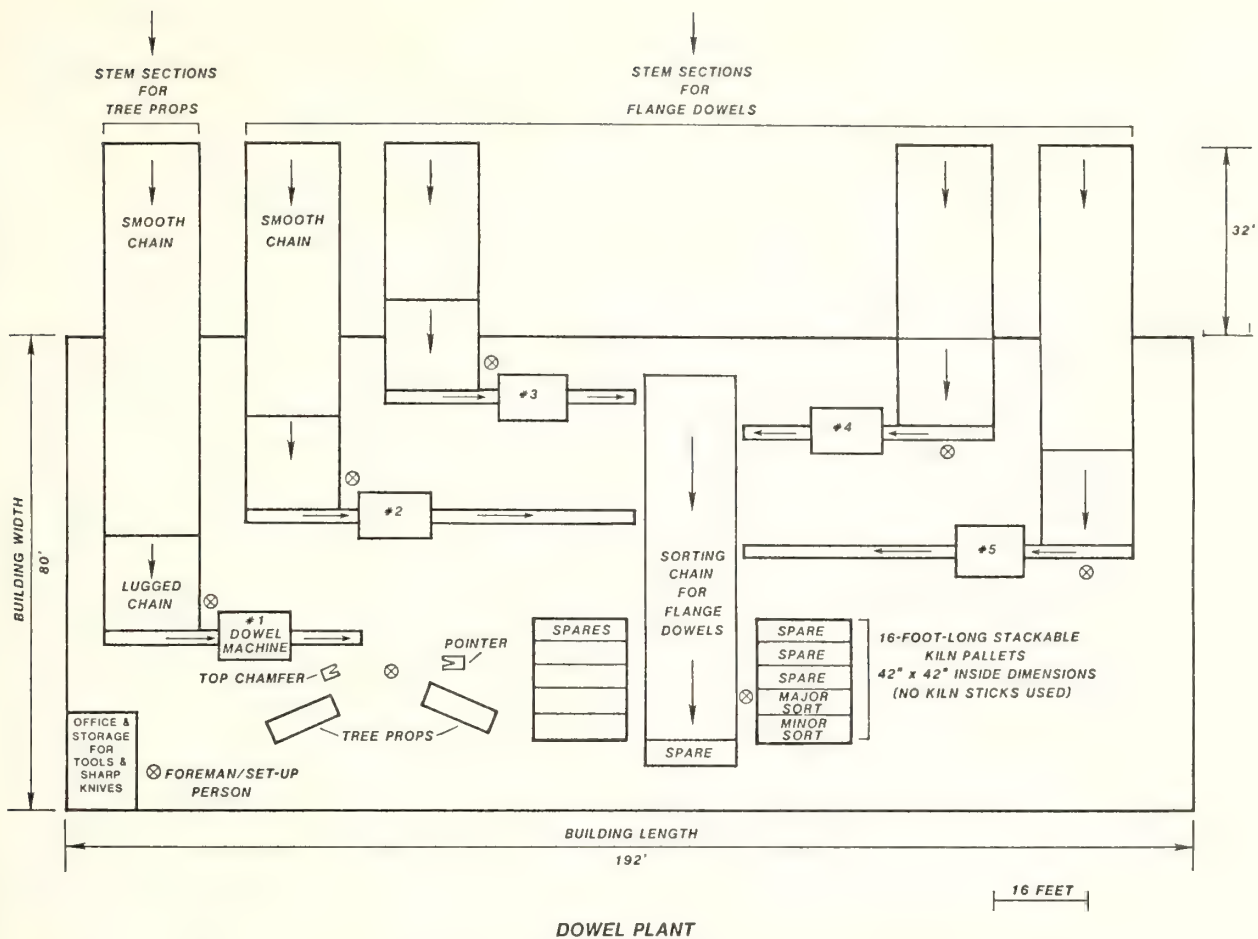 STEM SECTIONS
FOR
TREE PROPS
STEM SECTIONS
FOR
FLANGE DOWELS
SMOOTH
CHAIN
SMOOTH
CHAIN
32'
#3
#4
#2
#5
BUILDING WIDTH
80'
LUGGED
CHAIN
#1
DOWEL
MACHINE
SORTING
CHAIN
FOR
FLANGE
DOWELS
SPARES
SPARE
SPARE
SPARE
MAJOR
SORT
MINOR
SORT
16-FOOT-LONG STACKABLE
KILN PALLETS
42" x 42" INSIDE DIMENSIONS
(NO KILN STICKS USED)
POINTER
TOP CHAMFER
TREE PROPS
SPARE
OFFICE &
STORAGE
FOR
TOOLS &
SHARP
KNIVES
FOREMAN/SET-UP
PERSON
BUILDING LENGTH
192'
16 FEET
DOWEL PLANT